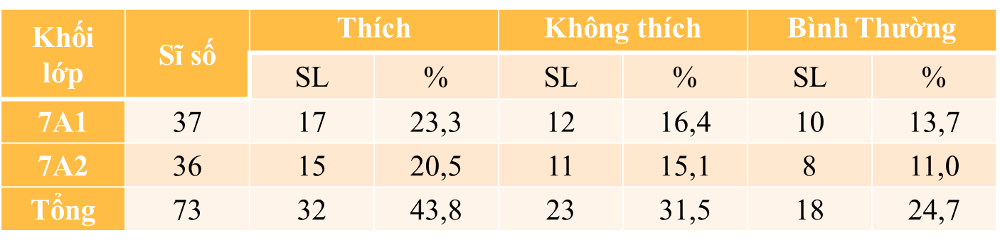 Khối lớp Sĩ số Thích Không thích Bình Thường
SL % SL % SL %
7A1 37 17 23,3 12 16,4 10 13,7
7A2 36 15 20,5 11 15,1 8 11,0
Tổng 73 32 43,8 23 31,5 18 24,7